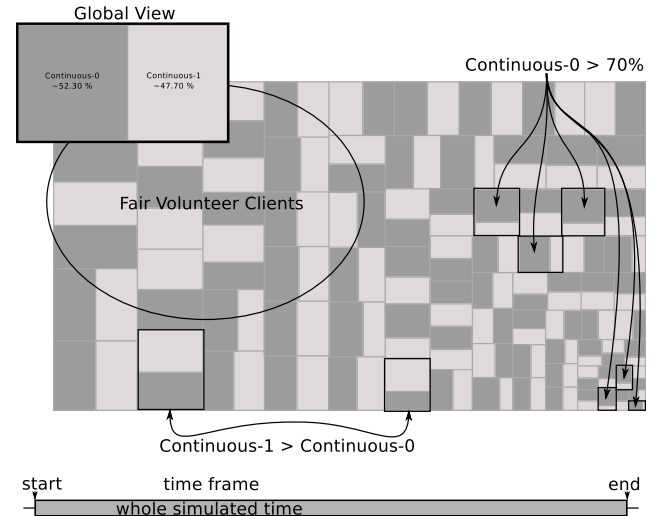 Global View
Continuous-0
~52.30 %
Continuous-1
~47.70 %
Continuous-0 > 70%
Fair Volunteer Clients
Continuous-1 > Continuous-0
start
time frame
end
whole simulated time